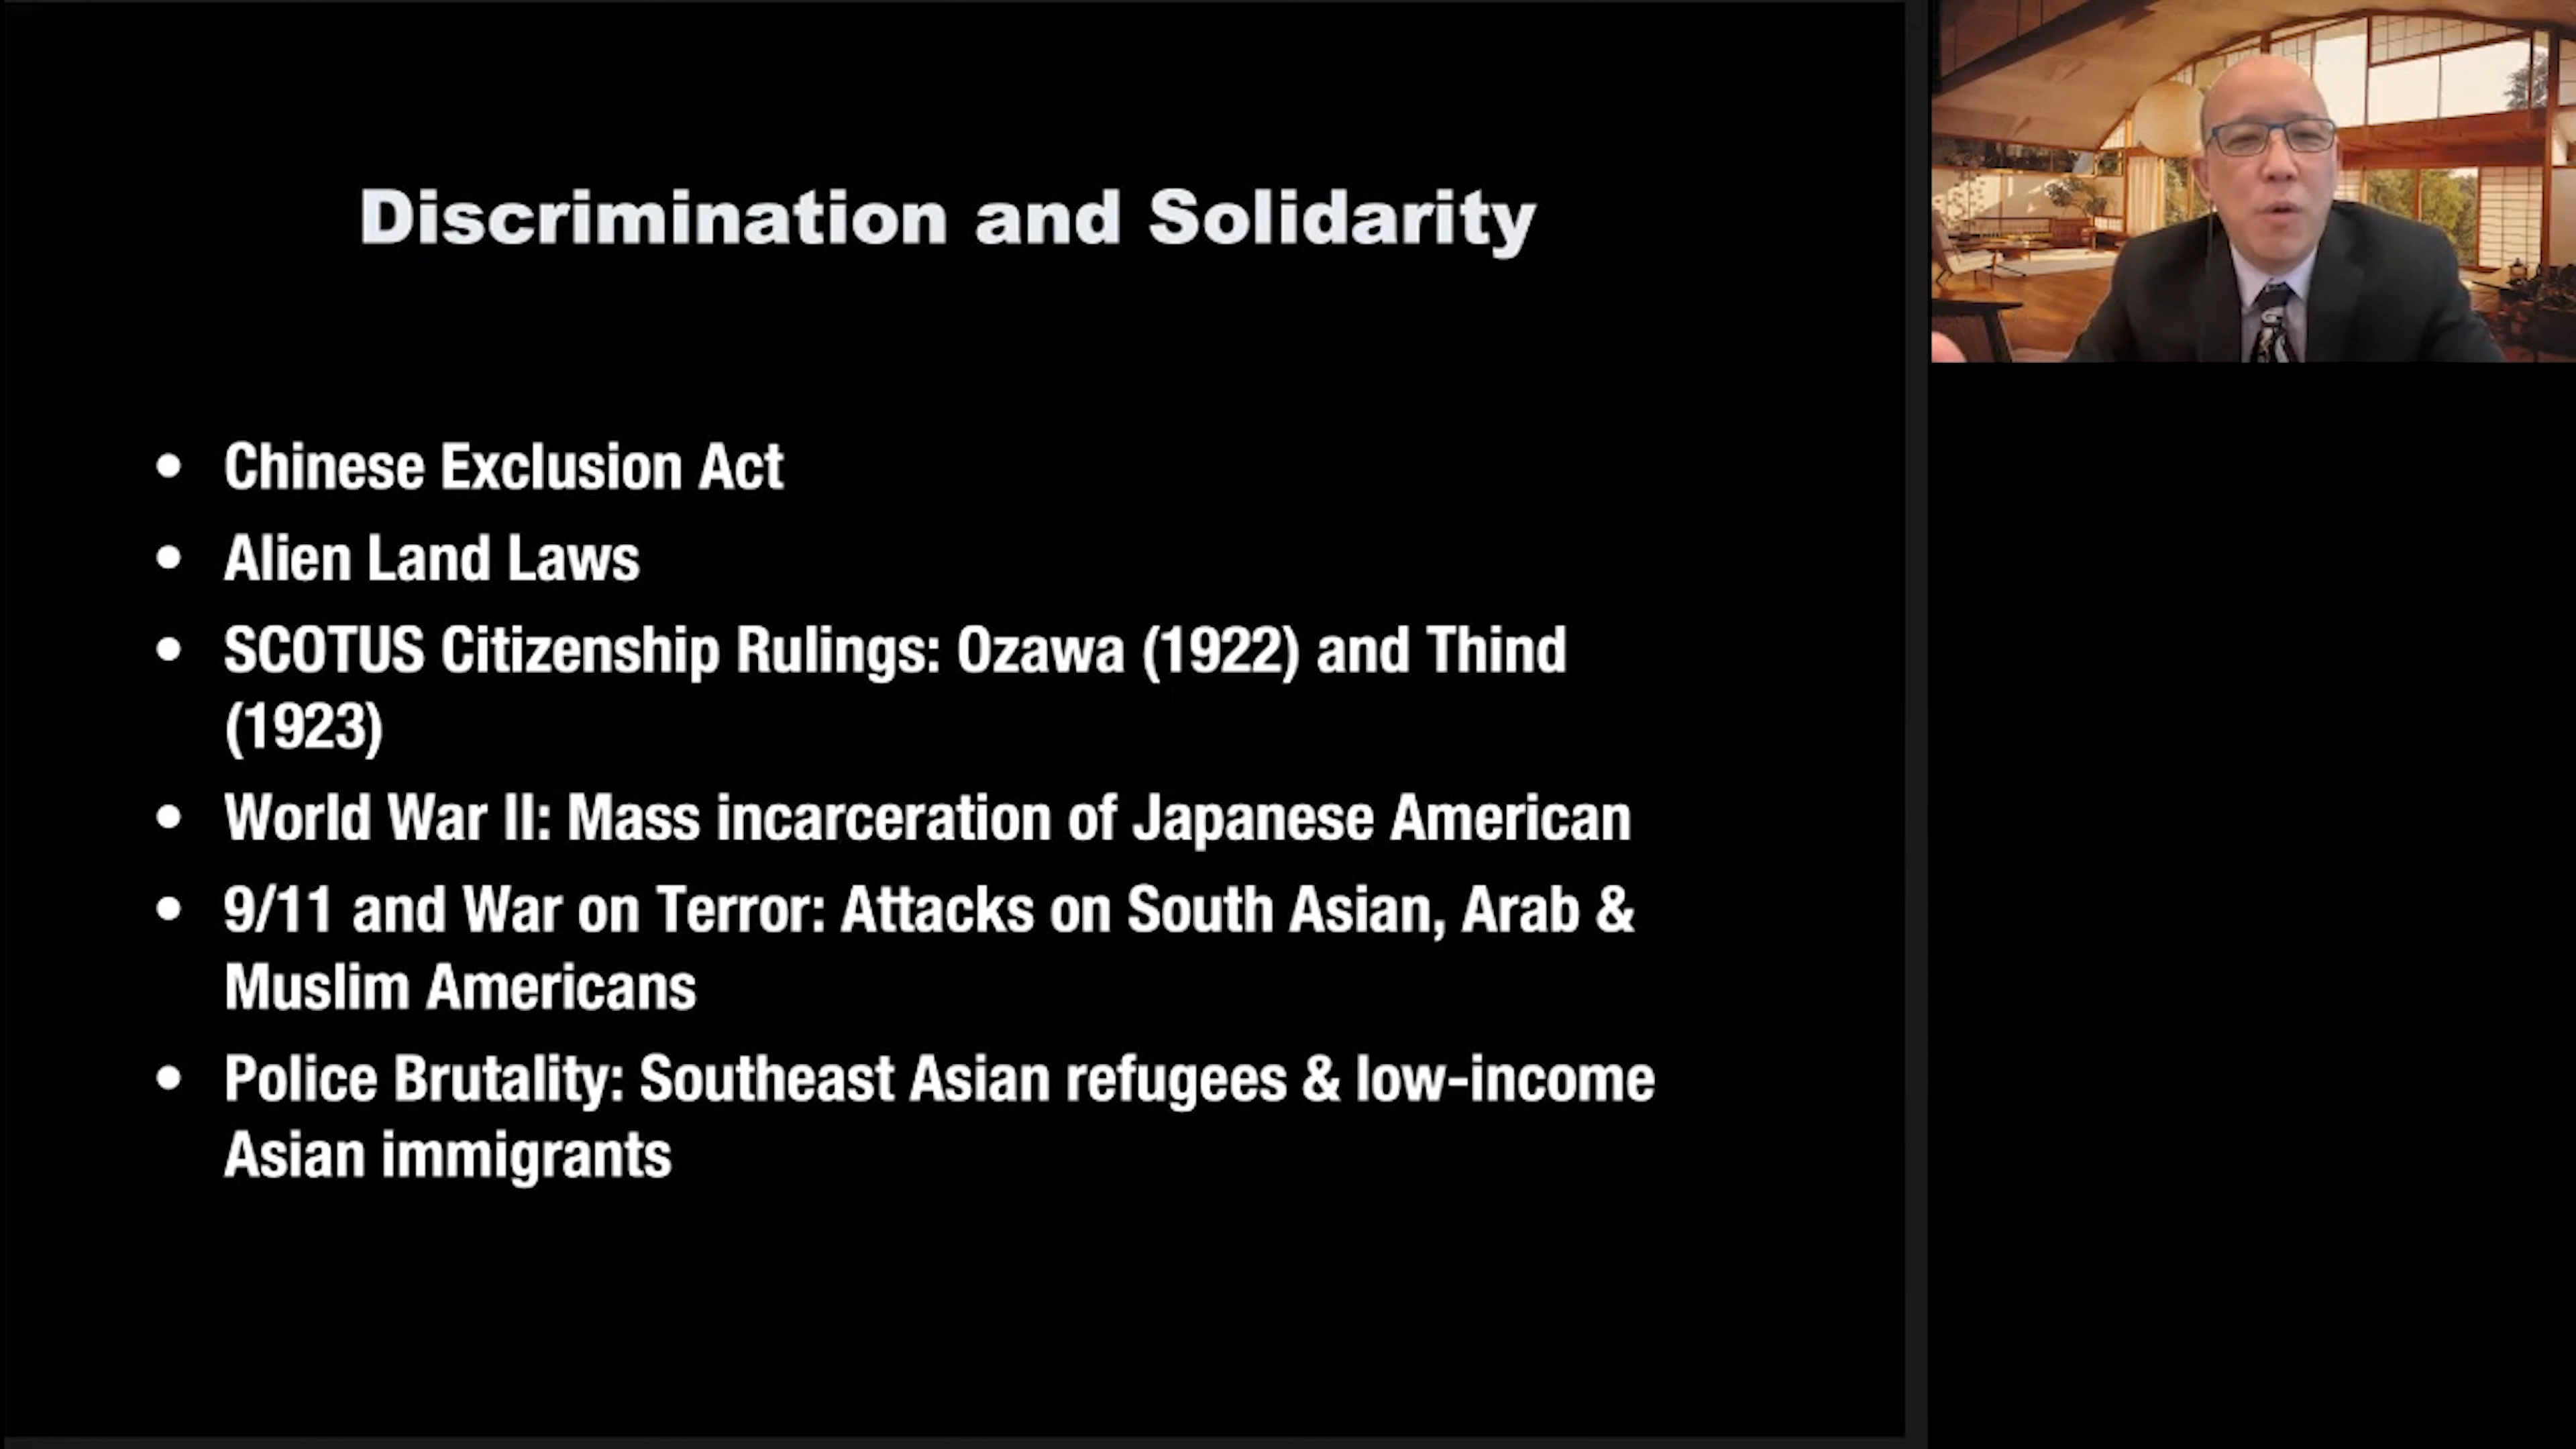 Discrimination and Solidarity
• Chinese Exclusion Act
• Alien Land Laws
• SCOTUS Citizenship Rulings: Ozawa (1922) and Thind
(1923)
• World War II: Mass incarceration of Japanese American
• 9/11 and War on Terror: Attacks on South Asian, Arab &
Muslim Americans
• Police Brutality: Southeast Asian refugees & low-income
Asian immigrants